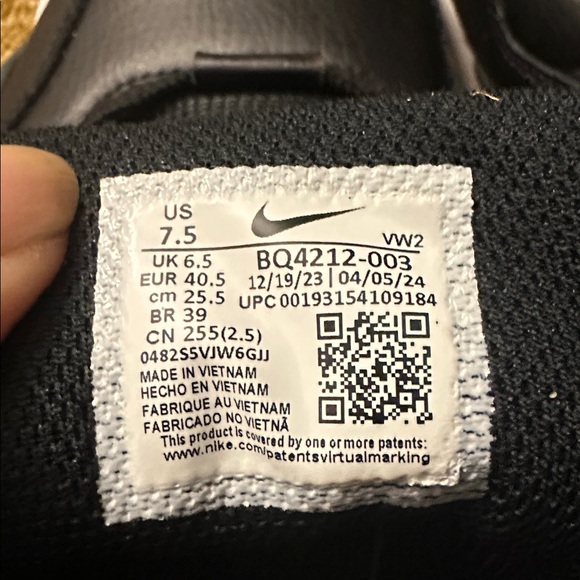 US
7.5
VW2
UK 6.5 BQ4212-003
EUR 40.5 12/19/23 | 04/05/24
cm 25.5 UPC 00193154109184
BR 39
CN 255(2.5)
0482S5VJW6GJJ
MADE IN VIETNAM
HECHO EN VIETNAM
FABRIQUE AU VIETNAM
FABRICADO NO VIETNÃ
This product is covered by one or more patents:
www.nike.com/patentsvirtualmarking